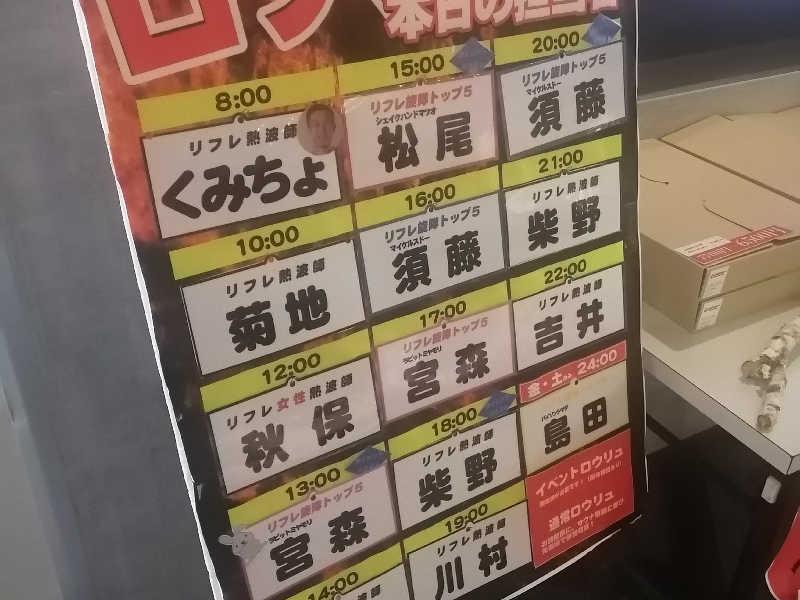 本日の担当者
8:00
リフレ熱波師
くみちょ
10:00
リフレ熱波師
菊地
12:00
リフレ女性熱波師
秋保
13:00
リフレ旋隊トップ5
ラビットミヤモリ
宮森
14:00
15:00
リフレ旋隊トップ5
シェイクハンドマツオ
松尾
16:00
リフレ旋隊トップ5
マイケルスドー
須藤
17:00
リフレ旋隊トップ5
ラビットミヤモリ
宮森
18:00
リフレ熱波師
柴野
19:00
リフレ熱波師
川村
20:00
リフレ旋隊トップ5
マイケルスドー
須藤
21:00
リフレ熱波師
柴野
22:00
リフレ熱波師
吉井
金・土のみ 24:00
島田
イベントロウリュ
通常ロウリュ